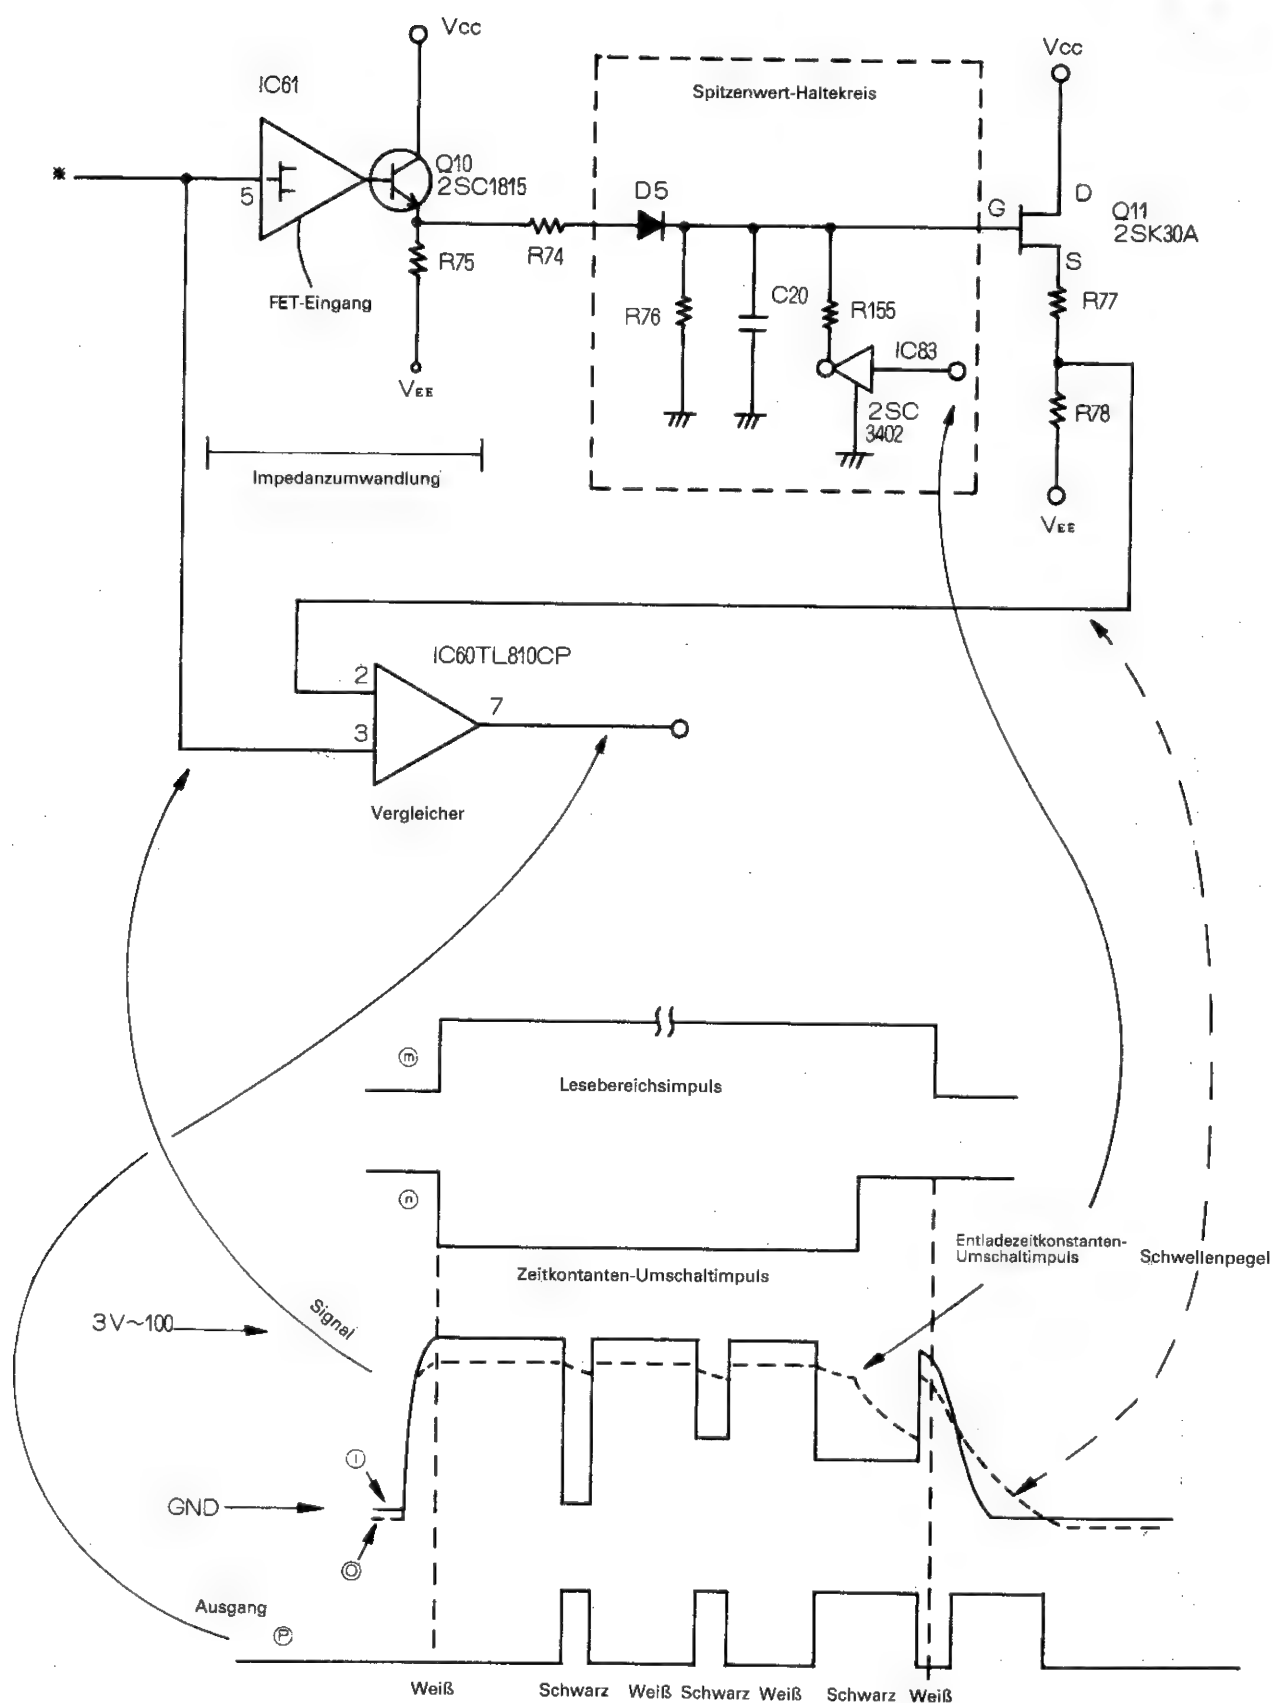 Vcc
Vcc
IC61
Spitzenwert-Haltekreis
*
5
Q10
2SC1815
D5
G
D
Q11
2SK30A
S
R75
R74
FET-Eingang
R76
C20
R155
R77
IC83
VEE
2SC
3402
R78
Impedanzumwandlung
VEE
IC60TL810CP
2
7
3
Vergleicher
m
Lesebereichsimpuls
n
Entladezeitkonstanten-
Umschaltimpuls
Schwellenpegel
Zeitkontanten-Umschaltimpuls
3V~100
Signal
GND
Ausgang
P
Weiß
Schwarz
Weiß
Schwarz
Weiß
Schwarz
Weiß